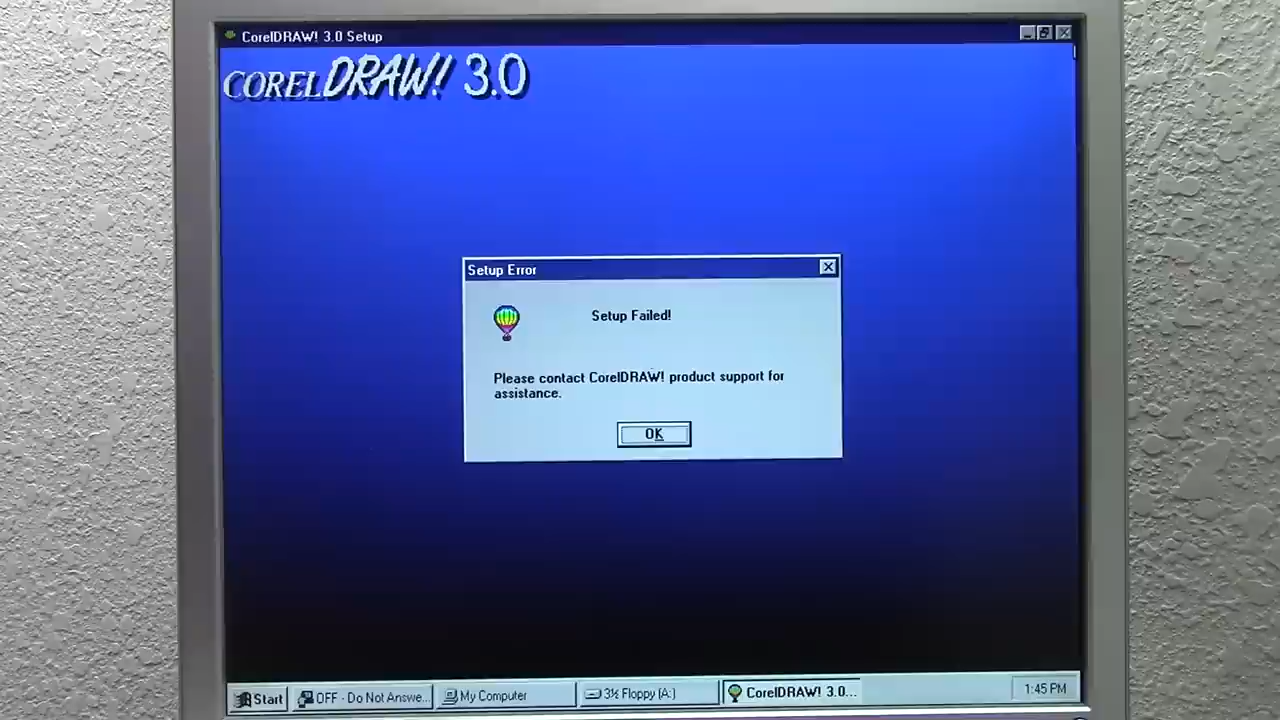 CorelDRAW! 3.0 Setup
CORELDRAW! 3.0
Setup Error
Setup Failed!
Please contact CorelDRAW! product support for
assistance.
OK
Start
OFF - Do Not Answe...
My Computer
3½ Floppy (A:)
CorelDRAW! 3.0...
1:45 PM